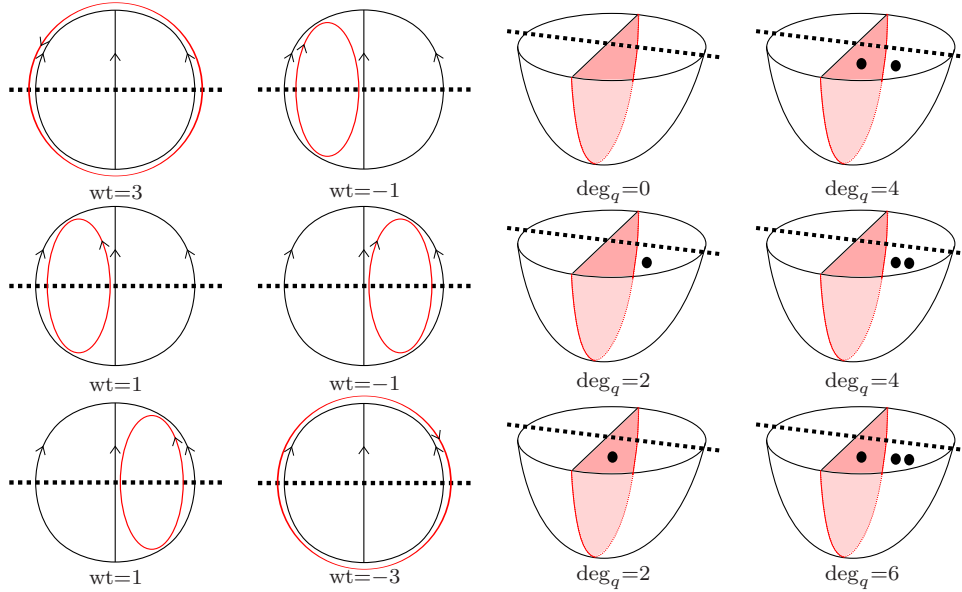 wt=3
wt=−1
deg_q=0
deg_q=4
wt=1
wt=−1
deg_q=2
deg_q=4
wt=1
wt=−3
deg_q=2
deg_q=6